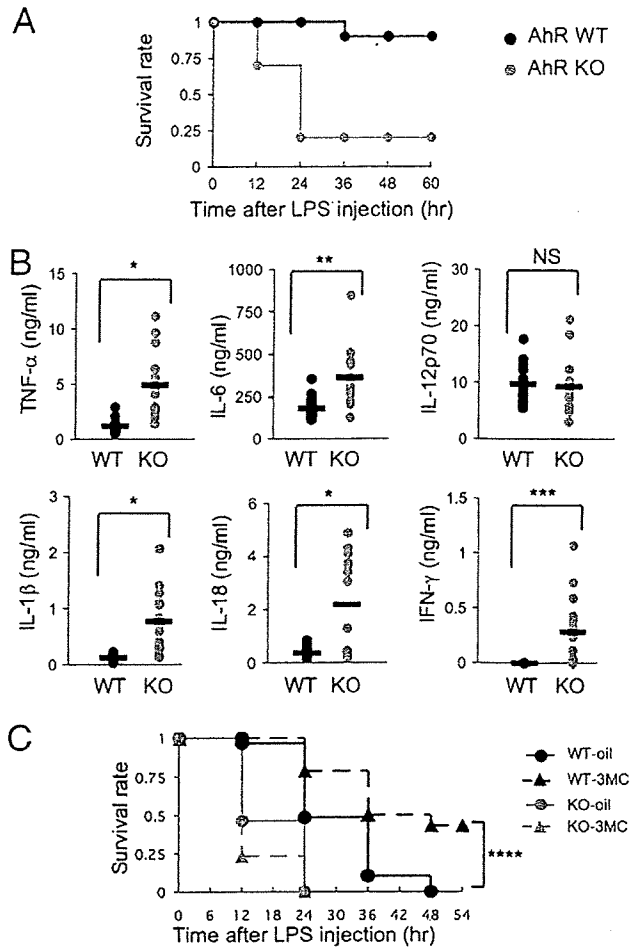 A
Survival rate
1
0.75
0.5
0.25
0
0 12 24 36 48 60
Time after LPS injection (hr)
AhR WT
AhR KO
B
*
TNF-α (ng/ml)
15
10
5
0
WT KO
**
IL-6 (ng/ml)
1000
750
500
250
0
WT KO
NS
IL-12p70 (ng/ml)
30
20
10
0
WT KO
*
IL-1β (ng/ml)
3
2
1
0
WT KO
*
IL-18 (ng/ml)
6
4
2
0
WT KO
***
IFN-γ (ng/ml)
1.5
1
0.5
0
WT KO
C
Survival rate
1
0.75
0.5
0.25
0
0 6 12 18 24 30 36 42 48 54
Time after LPS injection (hr)
WT-oil
WT-3MC
KO-oil
KO-3MC
****